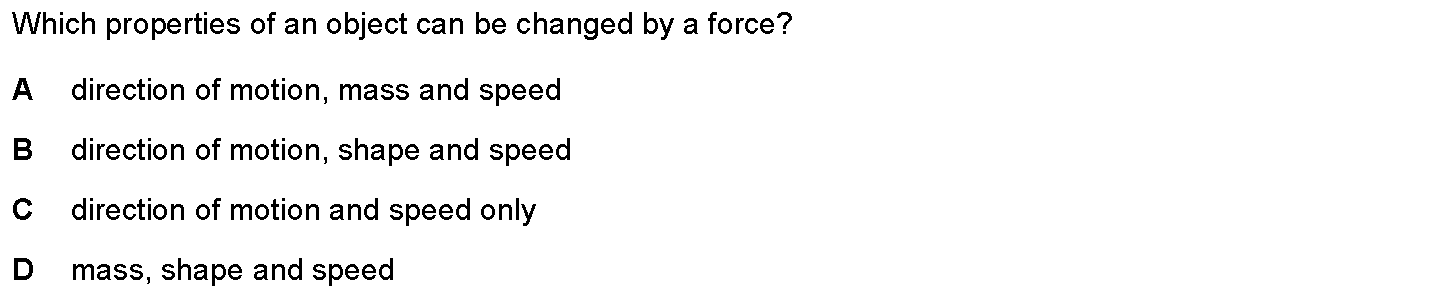 Which properties of an object can be changed by a force?
A direction of motion, mass and speed
B direction of motion, shape and speed
C direction of motion and speed only
D mass, shape and speed